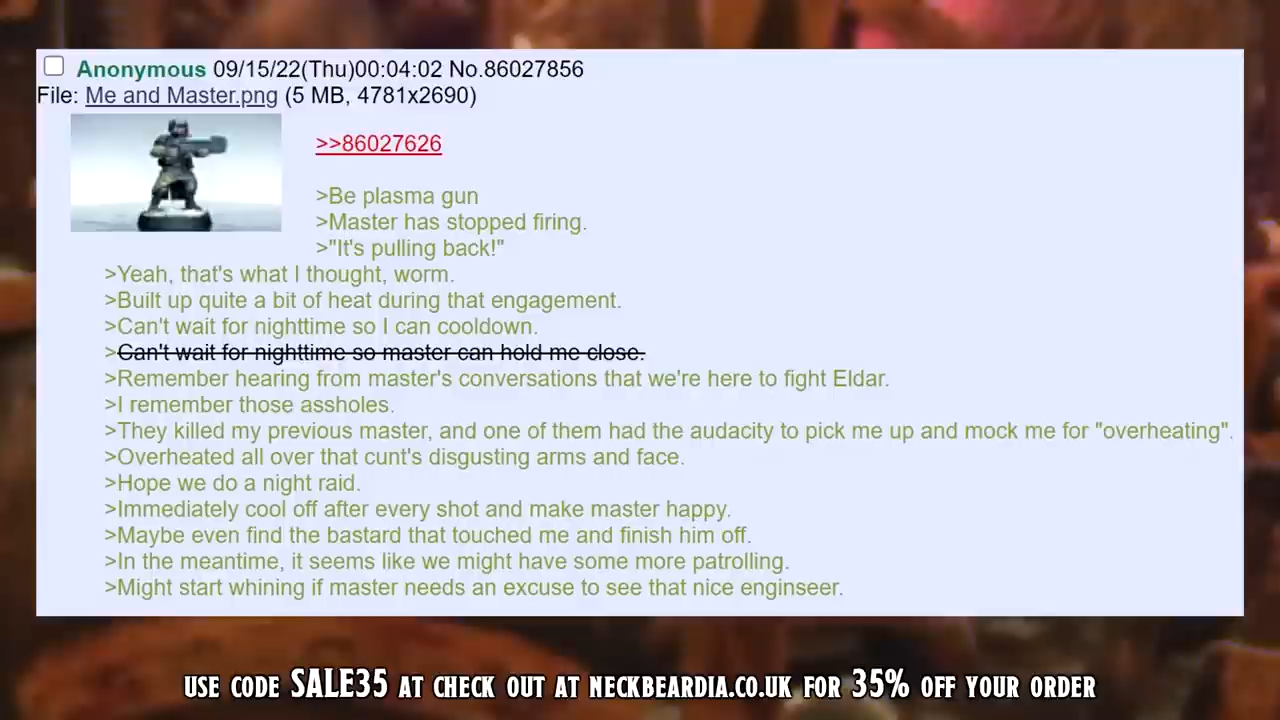 Anonymous 09/15/22(Thu)00:04:02 No.86027856
File: Me and Master.png (5 MB, 4781x2690)
>>86027626
>Be plasma gun
>Master has stopped firing.
>"It's pulling back!"
>Yeah, that's what I thought, worm.
>Built up quite a bit of heat during that engagement.
>Can't wait for nighttime so I can cooldown.
>Can't wait for nighttime so master can hold me close.
>Remember hearing from master's conversations that we're here to fight Eldar.
>I remember those assholes.
>They killed my previous master, and one of them had the audacity to pick me up and mock me for "overheating".
>Overheated all over that cunt's disgusting arms and face.
>Hope we do a night raid.
>Immediately cool off after every shot and make master happy.
>Maybe even find the bastard that touched me and finish him off.
>In the meantime, it seems like we might have some more patrolling.
>Might start whining if master needs an excuse to see that nice enginseer.
USE CODE SALE35 AT CHECK OUT AT NECKBEARDIA.CO.UK FOR 35% OFF YOUR ORDER